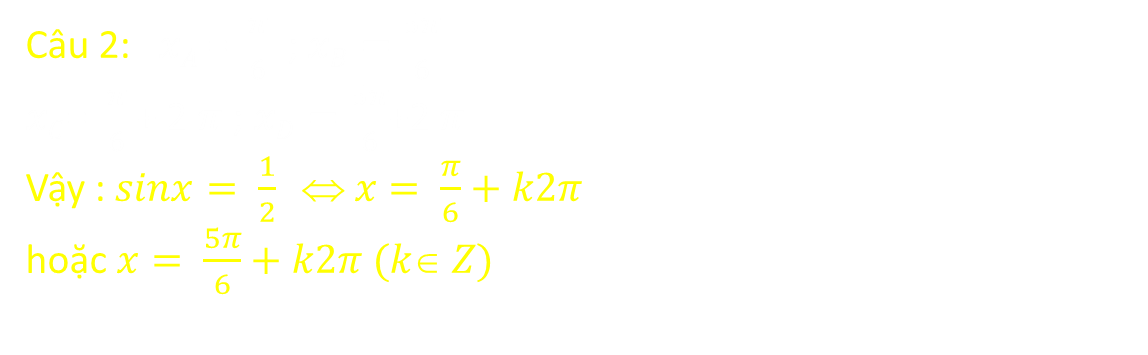 Câu 2:
Vậy : sinx = 1/2 ⇔ x = π/6 + k2π
hoặc x = 5π/6 + k2π (k∈ Z)